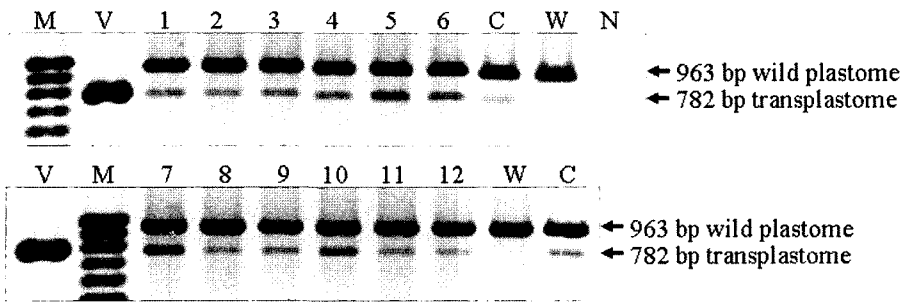 M V 1 2 3 4 5 6 C W N
← 963 bp wild plastome
← 782 bp transplastome
V M 7 8 9 10 11 12 W C
← 963 bp wild plastome
← 782 bp transplastome